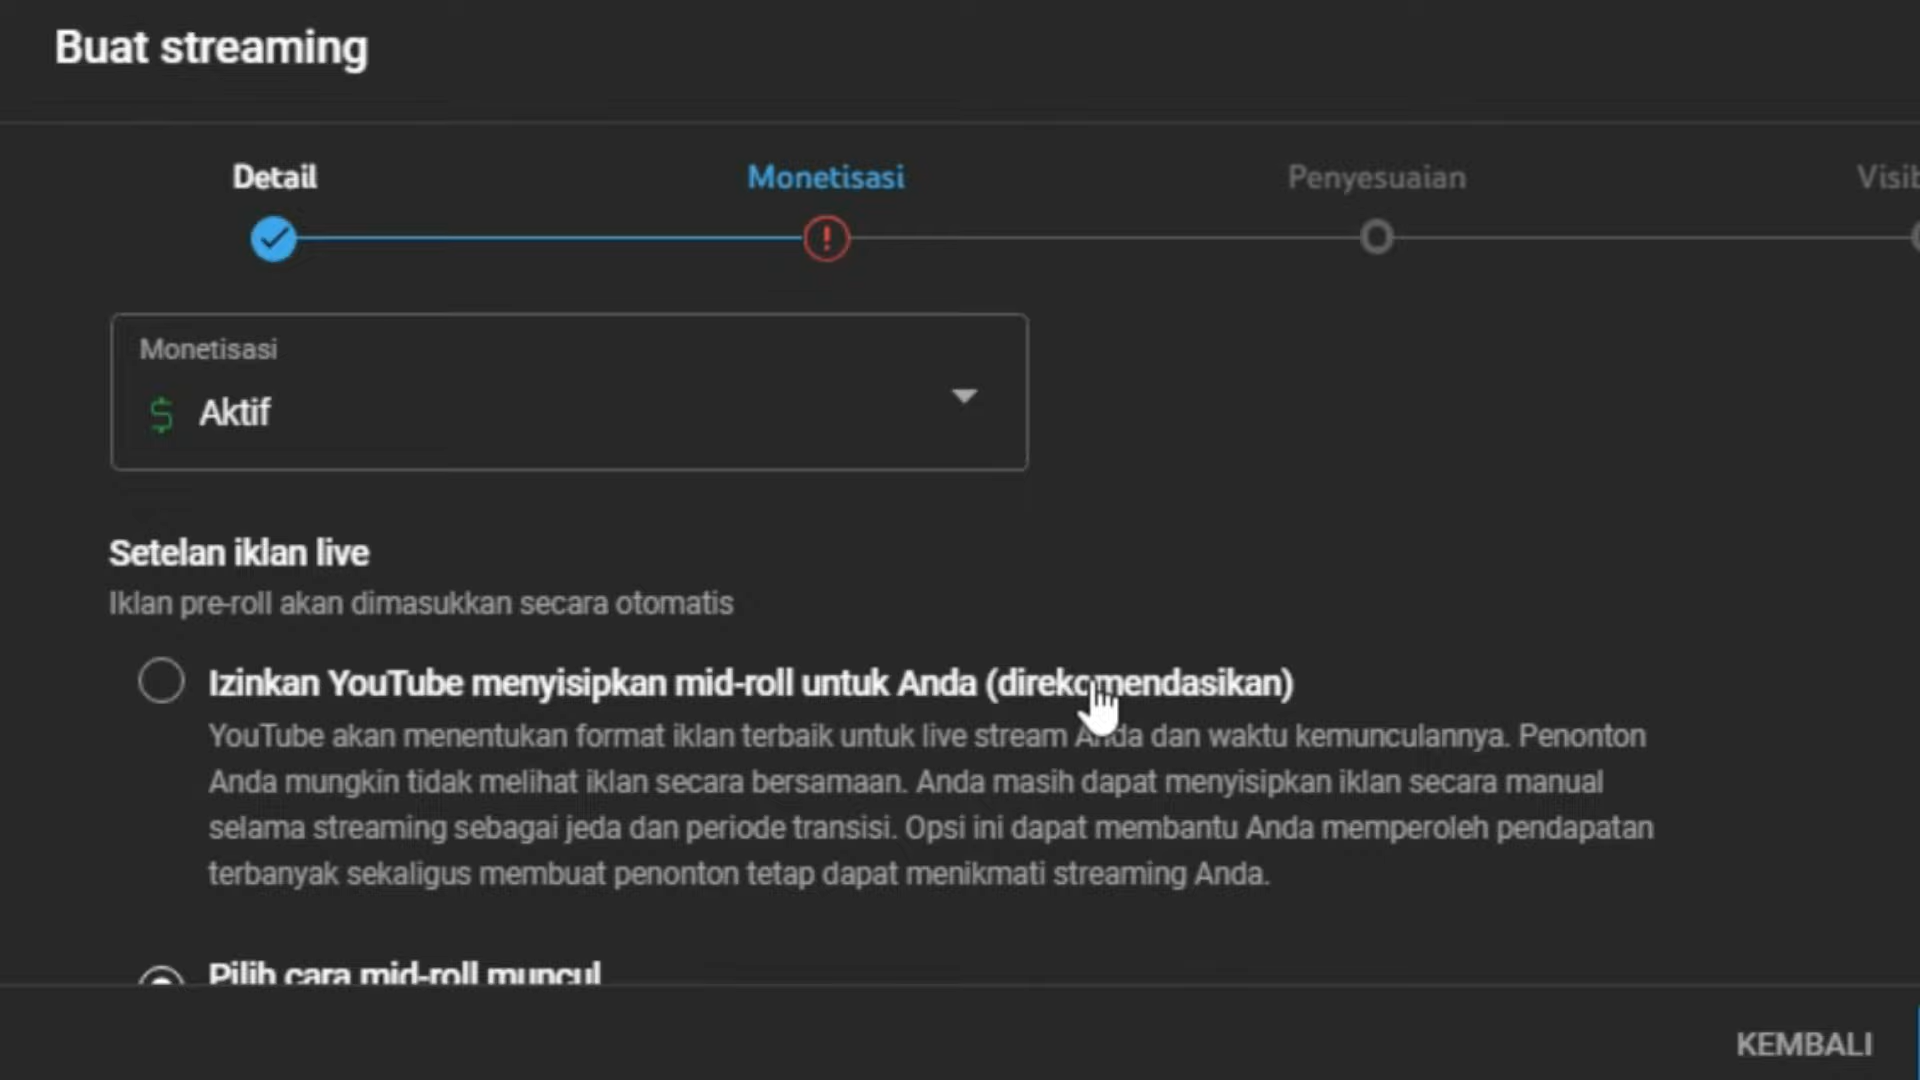 Buat streaming
Detail
Monetisasi
Penyesuaian
Monetisasi
$ Aktif
Setelan iklan live
Iklan pre-roll akan dimasukkan secara otomatis
Izinkan YouTube menyisipkan mid-roll untuk Anda (direkomendasikan)
YouTube akan menentukan format iklan terbaik untuk live stream Anda dan waktu kemunculannya. Penonton
Anda mungkin tidak melihat iklan secara bersamaan. Anda masih dapat menyisipkan iklan secara manual
selama streaming sebagai jeda dan periode transisi. Opsi ini dapat membantu Anda memperoleh pendapatan
terbanyak sekaligus membuat penonton tetap dapat menikmati streaming Anda.
Pilih cara mid-roll muncul
KEMBALI